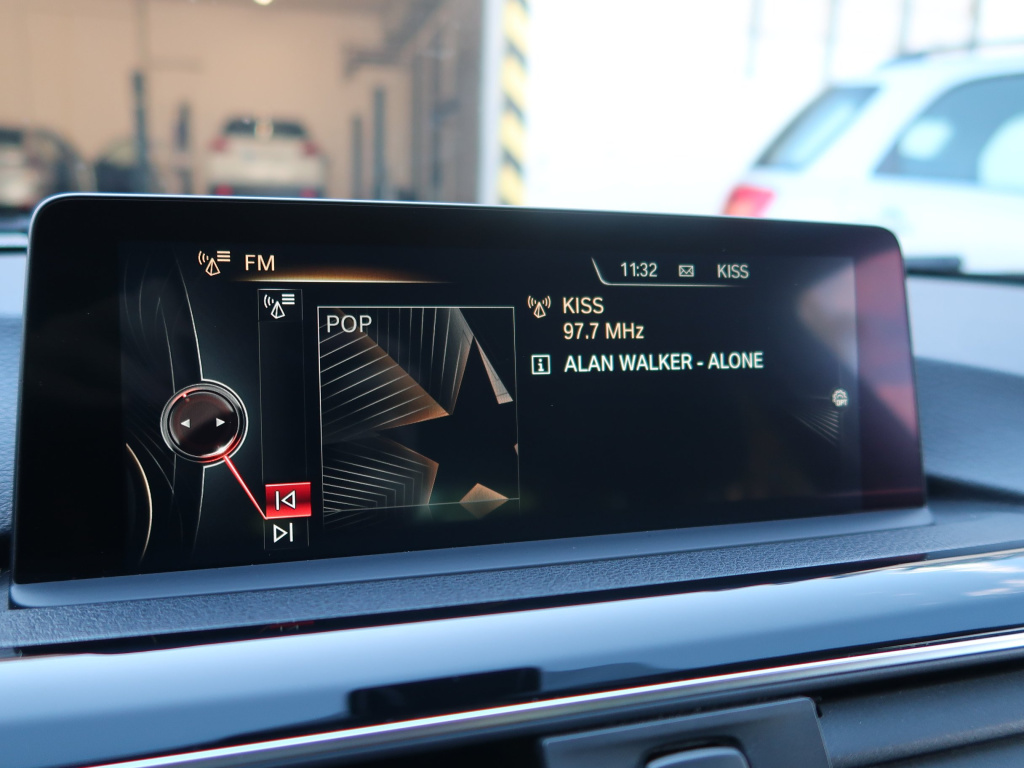 FM
11:32 KISS
POP
KISS
97.7 MHz
ALAN WALKER - ALONE